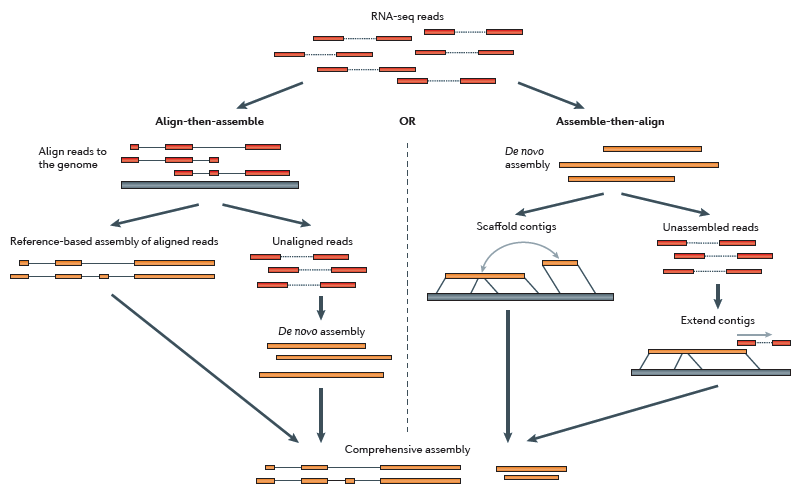 RNA-seq reads
Align-then-assemble
OR
Assemble-then-align
Align reads to
the genome
De novo
assembly
Reference-based assembly of aligned reads
Unaligned reads
Scaffold contigs
Unassembled reads
De novo assembly
Extend contigs
Comprehensive assembly